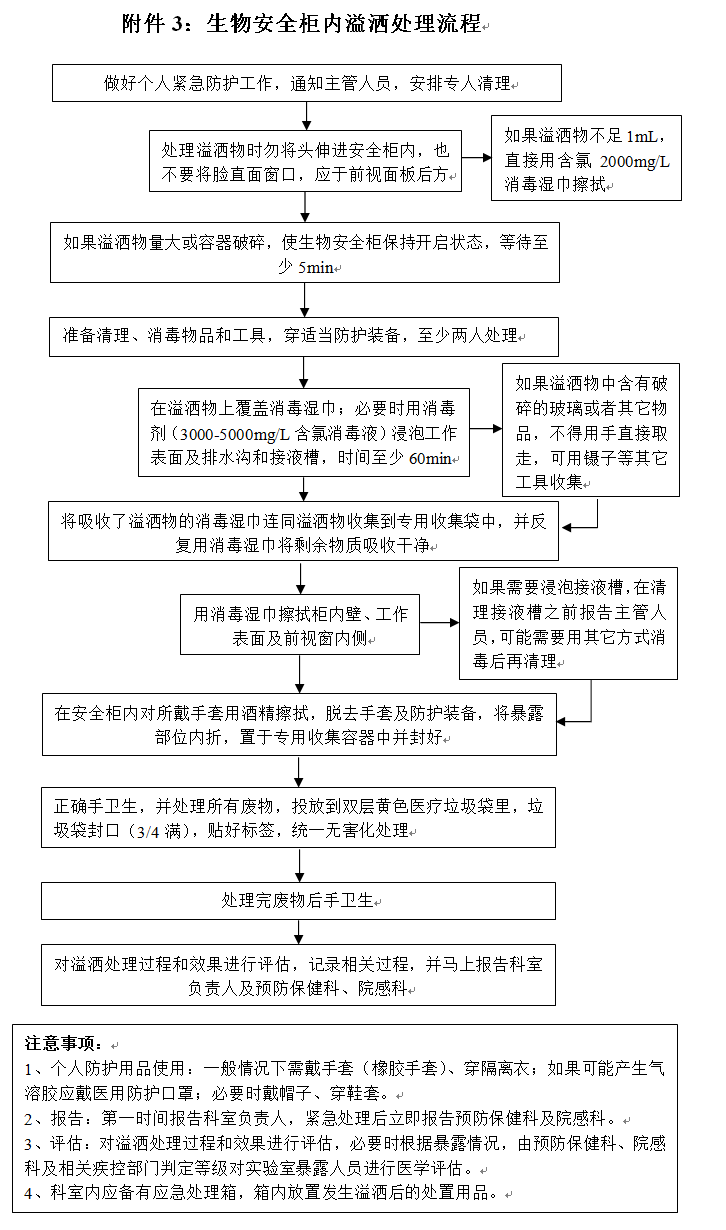 附件 3：生物安全柜内溢洒处理流程
做好个人紧急防护工作，通知主管人员，安排专人清理
处理溢洒物时勿将头伸进安全柜内，也
不要将脸直面窗口，应于前视面板后方
如果溢洒物不足 1mL，
直接用含氯 2000mg/L
消毒湿巾擦拭
如果溢洒物量大或容器破碎，使生物安全柜保持开启状态，等待至
少 5min
准备清理、消毒物品和工具，穿适当防护装备，至少两人处理
在溢洒物上覆盖消毒湿巾；必要时用消毒
剂（3000-5000mg/L 含氯消毒液）浸泡工作
表面及排水沟和接液槽，时间至少 60min
如果溢洒物中含有破
碎的玻璃或者其它物
品，不得用手直接取
走，可用镊子等其它
工具收集
将吸收了溢洒物的消毒湿巾连同溢洒物收集到专用收集袋中，并反
复用消毒湿巾将剩余物质吸收干净
用消毒湿巾擦拭柜内壁、工作
表面及前视窗内侧
如果需要浸泡接液槽，在清
理接液槽之前报告主管人
员，可能需要用其它方式消
毒后再清理
在安全柜内对所戴手套用酒精擦拭，脱去手套及防护装备，将暴露
部位内折，置于专用收集容器中并封好
正确手卫生，并处理所有废物，投放到双层黄色医疗垃圾袋里，垃
圾袋封口（3/4 满），贴好标签，统一无害化处理
处理完废物后手卫生
对溢洒处理过程和效果进行评估，记录相关过程，并马上报告科室
负责人及预防保健科、院感科
注意事项：
1、个人防护用品使用：一般情况下需戴手套（橡胶手套）、穿隔离衣；如果可能产生气
溶胶应戴医用防护口罩；必要时戴帽子、穿鞋套。
2、报告：第一时间报告科室负责人，紧急处理后立即报告预防保健科及院感科。
3、评估：对溢洒处理过程和效果进行评估，必要时根据暴露情况，由预防保健科、院感
科及相关疾控部门判定等级对实验室暴露人员进行医学评估。
4、科室内应备有应急处理箱，箱内放置发生溢洒后的处置用品。